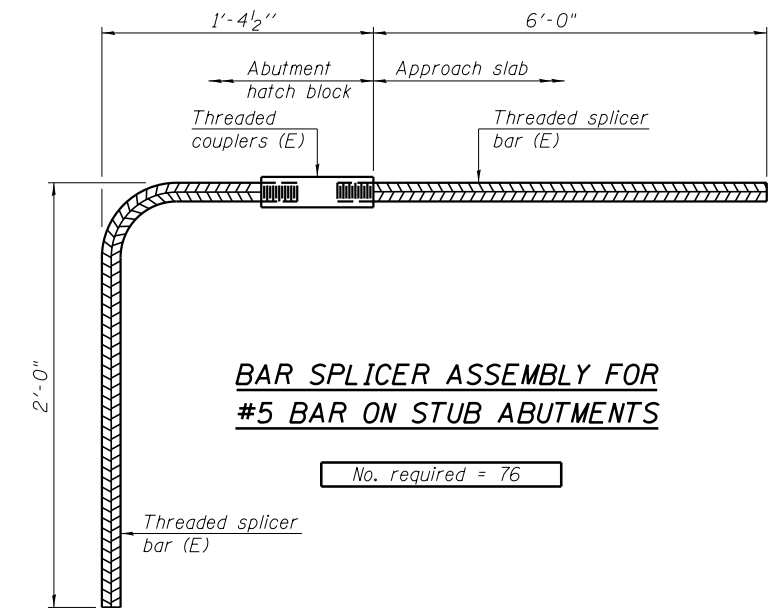 1'-4½"
6'-0"
Abutment
hatch block
Approach slab
Threaded
couplers (E)
Threaded splicer
bar (E)
2'-0"
BAR SPLICER ASSEMBLY FOR
#5 BAR ON STUB ABUTMENTS
No. required = 76
Threaded splicer
bar (E)